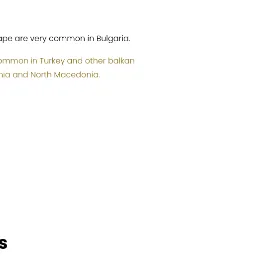 ape are very common in Bulgaria.
ommon in Turkey and other balkan
nia and North Macedonia.
s